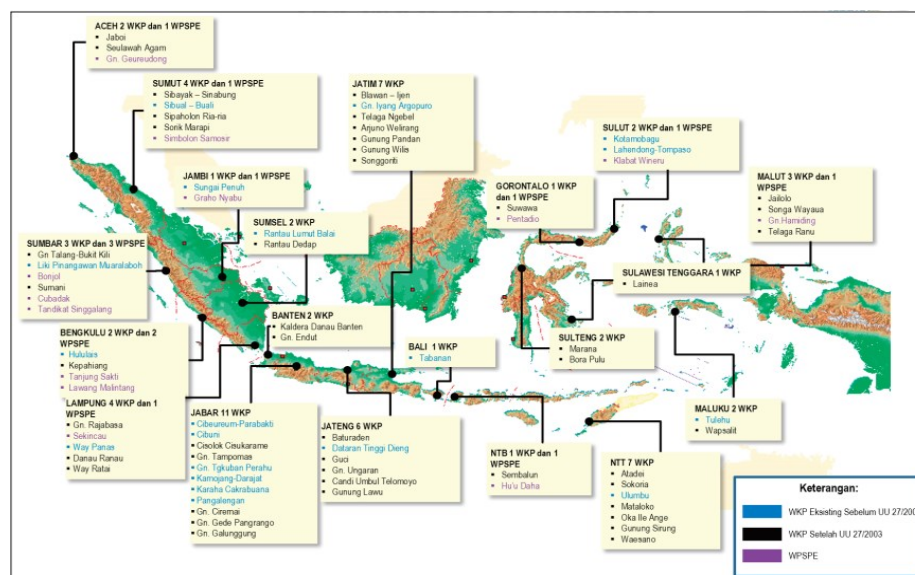 ACEH 2 WKP dan 1 WPSPE
Jaboi
Seulawah Agam
Gn. Geureudong
SUMUT 4 WKP dan 1 WPSPE
Sibayak – Sinabung
Sibual – Buali
Sipaholon Ria-ria
Sorik Marapi
Simbolon Samosir
JAMBI 1 WKP dan 1 WPSPE
Sungai Penuh
Graho Nyabu
SUMSEL 2 WKP
Rantau Lumut Balai
Rantau Dedap
SUMBAR 3 WKP dan 3 WPSPE
Gn Talang-Bukit Kili
Liki Pinangawan Muaralaboh
Bonjol
Sumani
Cubadak
Tandikat Singgalang
BENGKULU 2 WKP dan 2
WPSPE
Hululais
Kepahiang
Tanjung Sakti
Lawang Malintang
LAMPUNG 4 WKP dan 1
WPSPE
Gn. Rajabasa
Sekincau
Way Panas
Danau Ranau
Way Ratai
BANTEN 2 WKP
Kaldera Danau Banten
Gn. Endut
JABAR 11 WKP
Cibeureum-Parabakti
Cibuni
Cisolok Cisukarame
Gn. Tampomas
Gn. Tgkuban Perahu
Kamojang-Darajat
Karaha Cakrabuana
Pangalengan
Gn. Ciremai
Gn. Gede Pangrango
Gn. Galunggung
JATENG 6 WKP
Baturaden
Dataran Tinggi Dieng
Guci
Gn. Ungaran
Candi Umbul Telomoyo
Gunung Lawu
JATIM 7 WKP
Blawan – Ijen
Gn. Iyang Argopuro
Telaga Ngebel
Arjuno Welirang
Gunung Pandan
Gunung Wilis
Songgoriti
BALI 1 WKP
Tabanan
NTB 1 WKP dan 1
WPSPE
Sembalun
Hu'u Daha
NTT 7 WKP
Atadei
Sokoria
Ulumbu
Mataloko
Oka Ile Ange
Gunung Sirung
Waesano
GORONTALO 1 WKP
dan 1 WPSPE
Suwawa
Pentadio
SULUT 2 WKP dan 1 WPSPE
Kotamobagu
Lahendong-Tompaso
Klabat Wineru
SULTENG 2 WKP
Marana
Bora Pulu
SULAWESI TENGGARA 1 WKP
Lainea
MALUT 3 WKP dan 1
WPSPE
Jailolo
Songa Wayaua
Gn.Hamiding
Telaga Ranu
MALUKU 2 WKP
Tulehu
Wapsalit
Keterangan:
WKP Eksisting Sebelum UU 27/200
WKP Setelah UU 27/2003
WPSPE